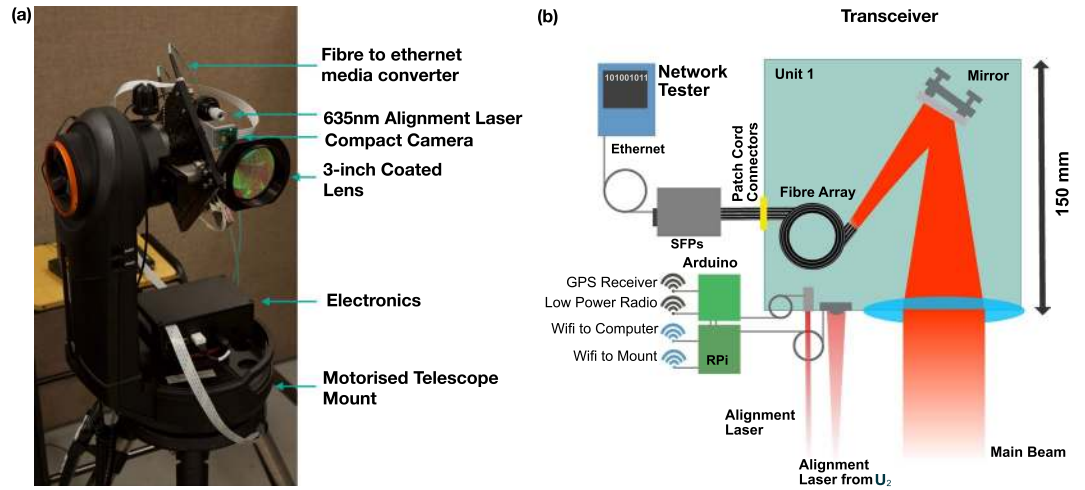 (a)
Fibre to ethernet
media converter
635nm Alignment Laser
Compact Camera
3-inch Coated
Lens
Electronics
Motorised Telescope
Mount
(b)
Transceiver
Unit 1
Mirror
101001011
Network
Tester
Ethernet
Patch Cord
Connectors
Fibre Array
150 mm
SFPs
Arduino
GPS Receiver
Low Power Radio
Wifi to Computer
Wifi to Mount
RPi
Alignment
Laser
Main Beam
Alignment
Laser from U₂